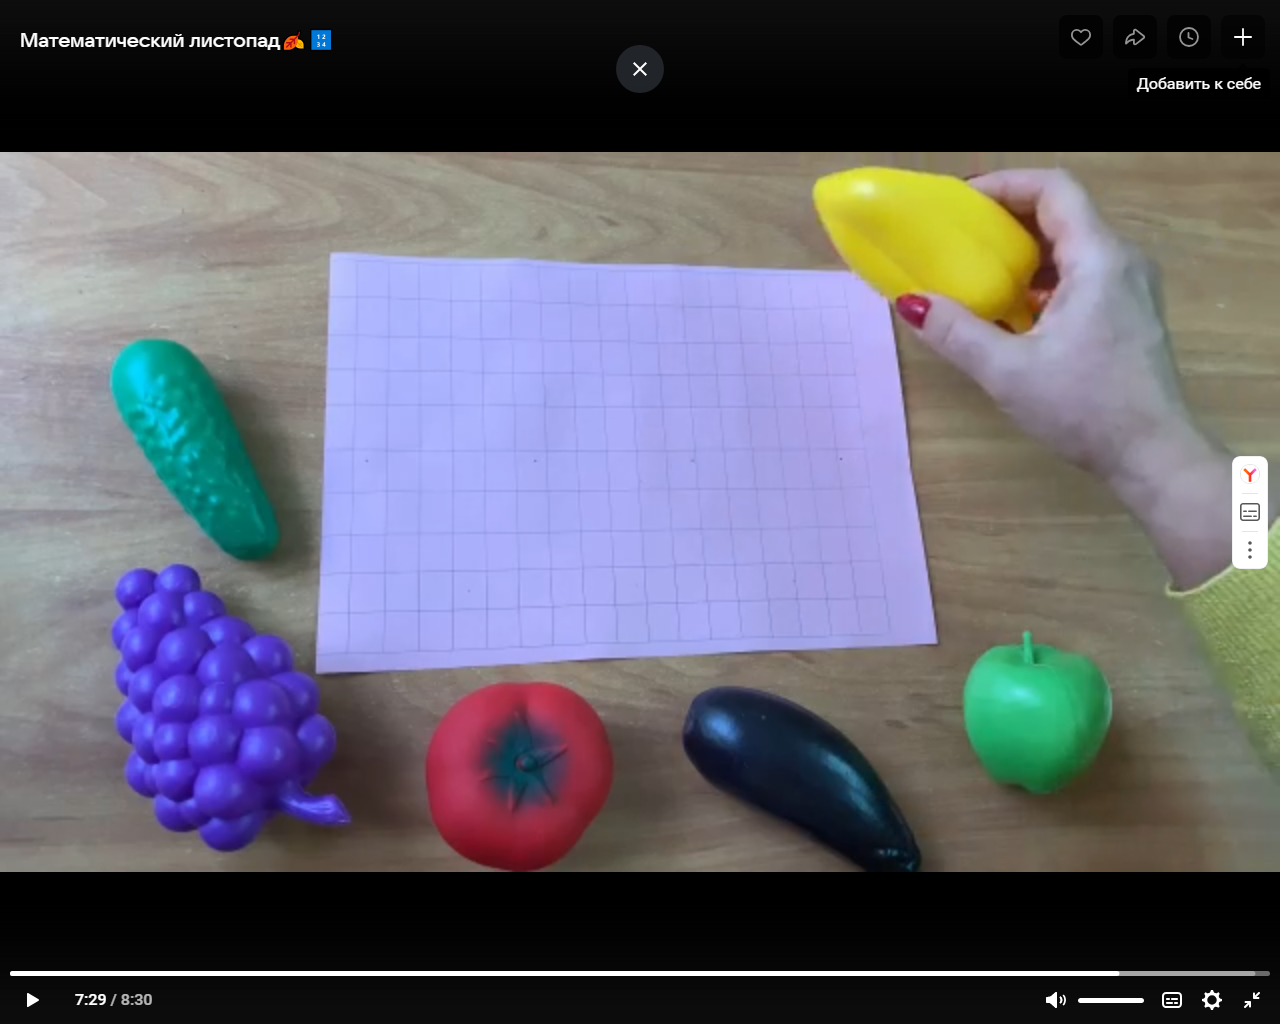 Математический листопад🍂🔢
Добавить к себе
7:29 / 8:30